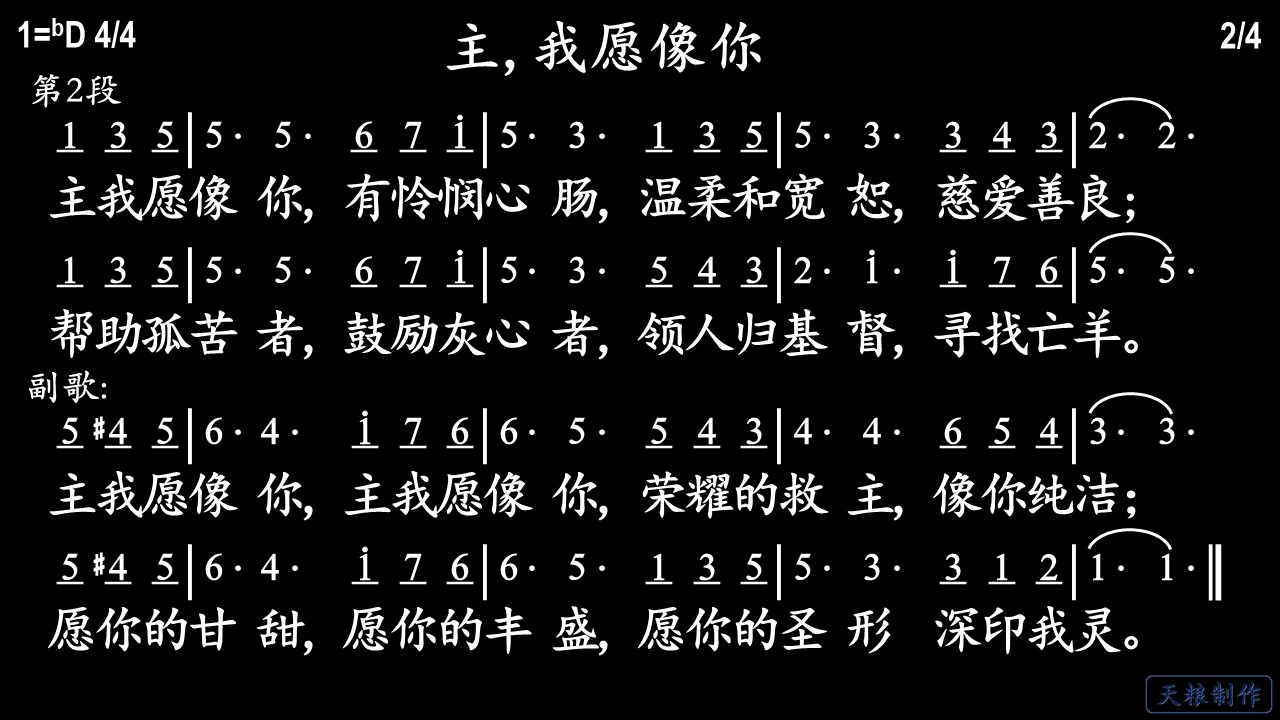 1=ᵇD 4/4 主,我愿像你 2/4
第2段
1 3 5 | 5· 5· 6 7 i | 5· 3· 1 3 5 | 5· 3· 3 4 3 | 2· 2·
主我愿像你,有怜悯心肠,温柔和宽恕,慈爱善良;
1 3 5 | 5· 5· 6 7 i | 5· 3· 5 4 3 | 2· i· i 7 6 | 5· 5·
帮助孤苦者,鼓励灰心者,领人归基督,寻找亡羊。
副歌:
5 #4 5 | 6· 4· i 7 6 | 6· 5· 5 4 3 | 4· 4· 6 5 4 | 3· 3·
主我愿像你,主我愿像你,荣耀的救主,像你纯洁;
5 #4 5 | 6· 4· i 7 6 | 6· 5· 1 3 5 | 5· 3· 3 1 2 | 1· 1· ‖
愿你的甘甜,愿你的丰盛,愿你的圣形 深印我灵。
天粮制作